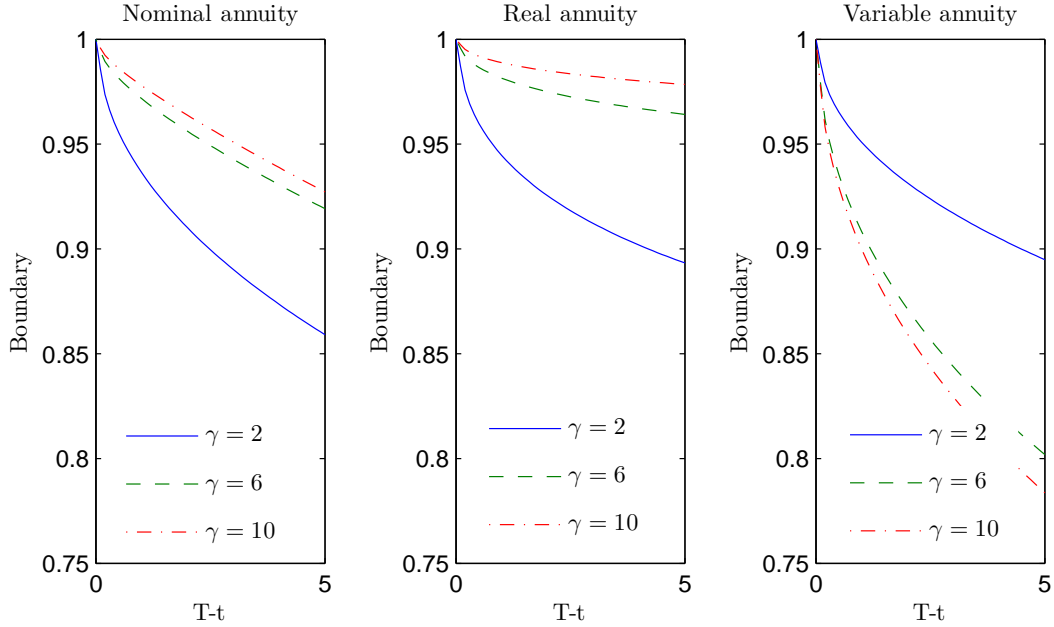 Nominal annuity
1
0.95
0.9
0.85
0.8
0.75
0
5
Boundary
T-t
γ = 2
γ = 6
γ = 10
Real annuity
1
0.95
0.9
0.85
0.8
0.75
0
5
Boundary
T-t
γ = 2
γ = 6
γ = 10
Variable annuity
1
0.95
0.9
0.85
0.8
0.75
0
5
Boundary
T-t
γ = 2
γ = 6
γ = 10